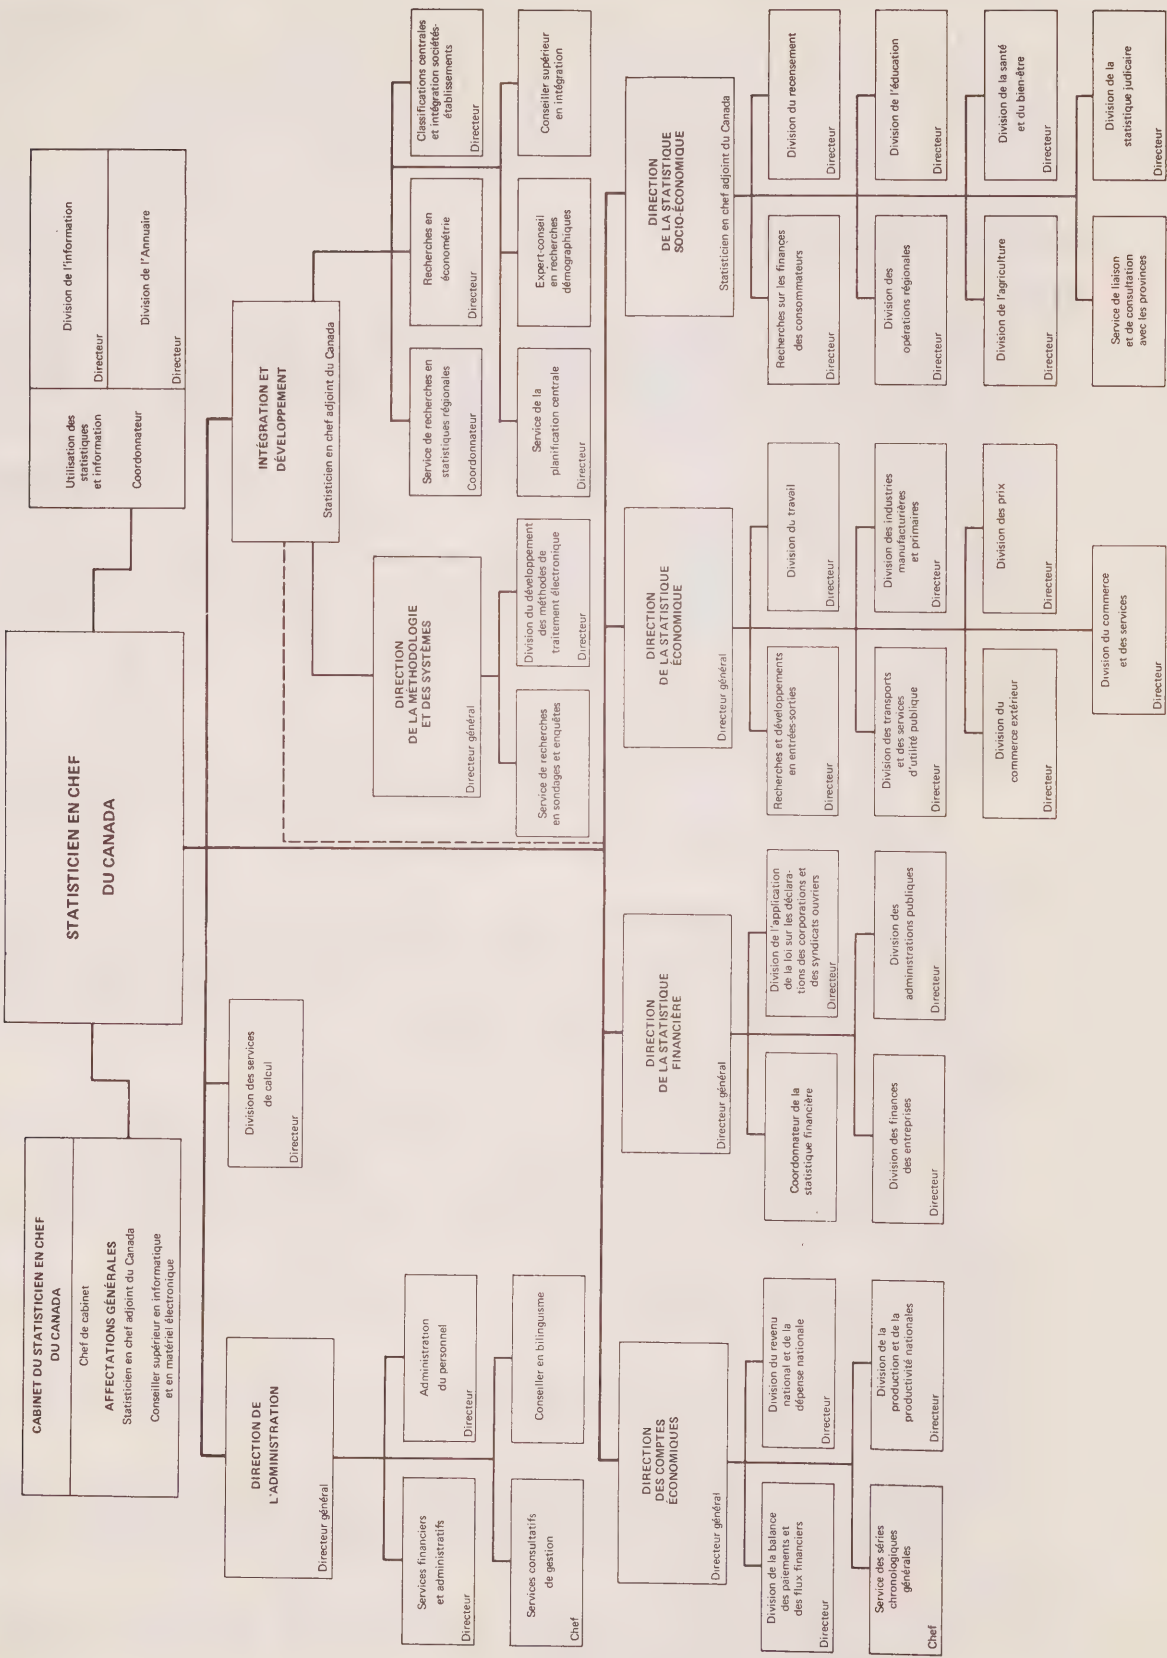 STATISTICIEN EN CHEF
DU CANADA
CABINET DU STATISTICIEN EN CHEF
DU CANADA
Chef de cabinet
AFFECTATIONS GÉNÉRALES
Statisticien en chef adjoint du Canada
Conseiller supérieur en informatique
et en matériel électronique
Utilisation des
statistiques
et information
Coordonnateur
Division de l'information
Directeur
Division de l'Annuaire
Directeur
DIRECTION DE
L'ADMINISTRATION
Directeur général
Division des services
de calcul
Directeur
INTÉGRATION ET
DÉVELOPPEMENT
Statisticien en chef adjoint du Canada
Services financiers
et administratifs
Directeur
Administration
du personnel
Directeur
Services consultatifs
de gestion
Chef
Conseiller en bilinguisme
DIRECTION
DE LA MÉTHODOLOGIE
ET DES SYSTÈMES
Directeur général
Service de recherches
en sondages et enquêtes
Division du développement
des méthodes de
traitement électronique
Directeur
Service de recherches en
statistiques régionales
Coordonnateur
Recherches en
économétrie
Directeur
Classifications centrales
et intégration sociétés-
établissements
Directeur
Service de la
planification centrale
Directeur
Expert-conseil
en recherches
démographiques
Conseiller supérieur
en intégration
DIRECTION
DES COMPTES
ÉCONOMIQUES
Directeur général
Division de la balance
des paiements et
des flux financiers
Directeur
Division du revenu
national et de la
dépense nationale
Directeur
Service des séries
chronologiques
générales
Chef
Division de la
production et de la
productivité nationales
Directeur
DIRECTION
DE LA STATISTIQUE
FINANCIÈRE
Directeur général
Coordonnateur de la
statistique financière
Division de l'application
de la loi sur les déclara-
tions des corporations et
des syndicats ouvriers
Directeur
Division des finances
des entreprises
Directeur
Division des
administrations publiques
Directeur
DIRECTION
DE LA STATISTIQUE
ÉCONOMIQUE
Directeur général
Recherches et développements
en entrées-sorties
Directeur
Division du travail
Directeur
Division des transports
et des services
d'utilité publique
Directeur
Division des industries
manufacturières
et primaires
Directeur
Division du
commerce extérieur
Directeur
Division des prix
Directeur
Division du commerce
et des services
Directeur
DIRECTION
DE LA STATISTIQUE
SOCIO-ÉCONOMIQUE
Statisticien en chef adjoint du Canada
Recherches sur les finances
des consommateurs
Directeur
Division du recensement
Directeur
Division des
opérations régionales
Directeur
Division de l'éducation
Directeur
Division de l'agriculture
Directeur
Division de la santé
et du bien-être
Directeur
Service de liaison
et de consultation
avec les provinces
Directeur
Division de la
statistique judicaire
Directeur